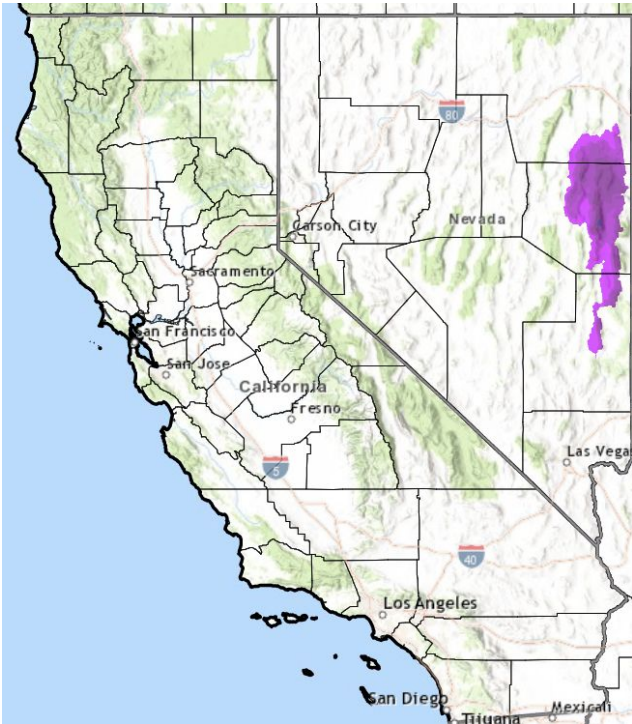 80
Carson City
Nevada
Sacramento
San Francisco
San Jose
California
Fresno
5
Las Vega
40
Los Angeles
San Diego
Mexicali
Tijuana